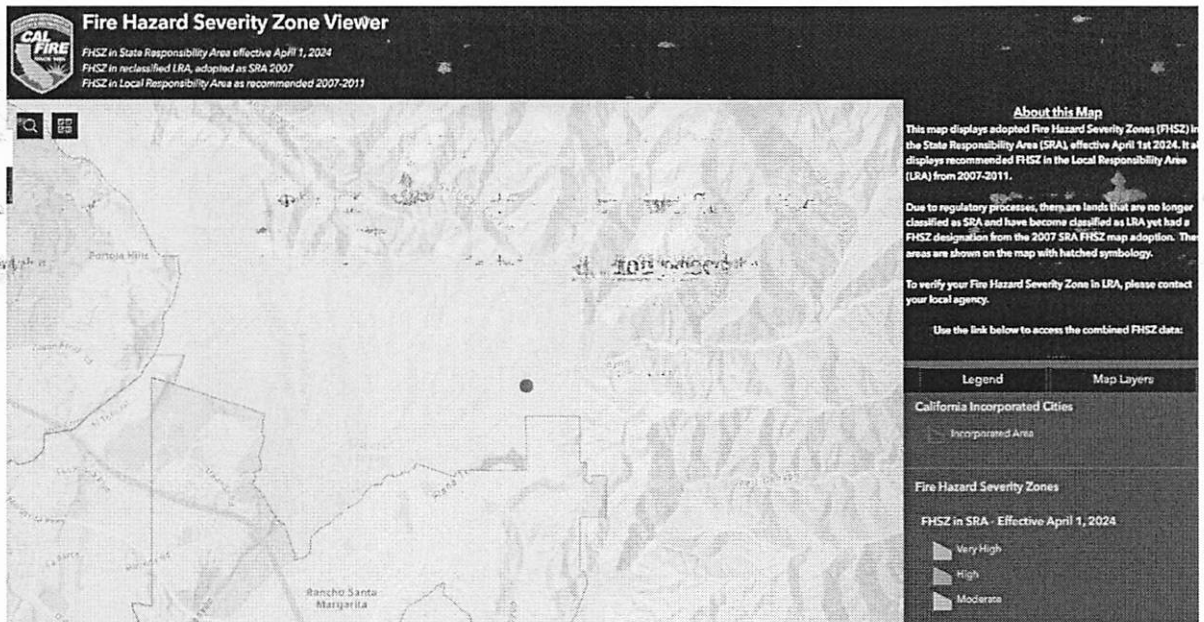 CAL
FIRE
SINCE 1885
Fire Hazard Severity Zone Viewer
FHSZ in State Responsibility Area effective April 1, 2024
FHSZ in reclassified LRA, adopted as SRA 2007
FHSZ in Local Responsibility Area as recommended 2007-2011
About this Map
This map displays adopted Fire Hazard Severity Zones (FHSZ) in
the State Responsibility Area (SRA), effective April 1st 2024. It al
displays recommended FHSZ in the Local Responsibility Area
(LRA) from 2007-2011.
Due to regulatory processes, there are lands that are no longer
classified as SRA and have become classified as LRA yet had a
FHSZ designation from the 2007 SRA FHSZ map adoption. The
areas are shown on the map with hatched symbology.
To verify your Fire Hazard Severity Zone in LRA, please contact
your local agency.
Use the link below to access the combined FHSZ data:
Legend
Map Layers
California Incorporated Cities
Incorporated Area
Fire Hazard Severity Zones
FHSZ in SRA - Effective April 1, 2024
Very High
High
Moderate
Portola Hills
Rancho Santa
Margarita